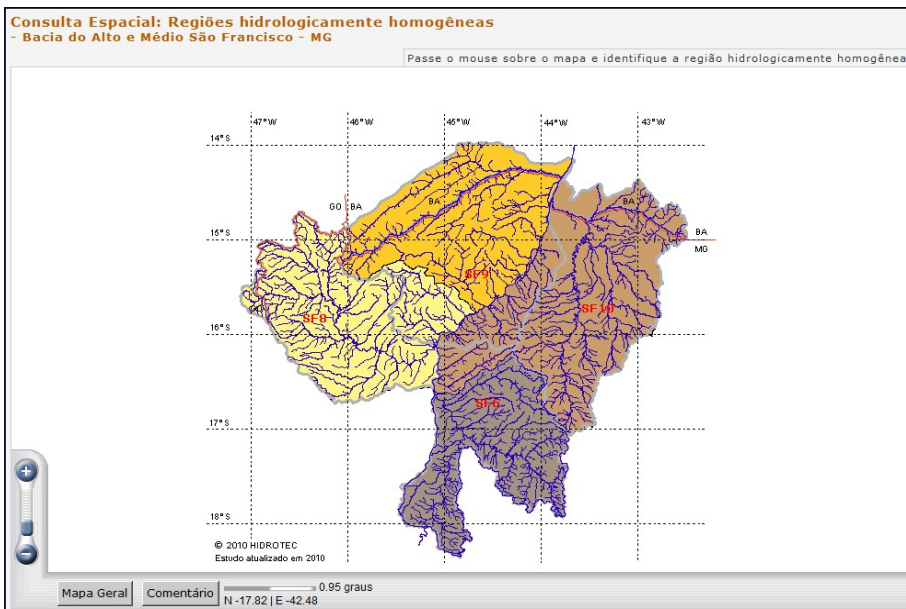 Consulta Espacial: Regiões hidrologicamente homogêneas
- Bacia do Alto e Médio São Francisco - MG
Passe o mouse sobre o mapa e identifique a região hidrologicamente homogênea
47°W 46°W 45°W 44°W 43°W
14°S
GO BA BA BA
15°S
BA
MG
SF9
SF8 SF10
16°S
SF6
17°S
18°S
© 2010 HIDROTEC
Estudo atualizado em 2010
Mapa Geral Comentário 0.95 graus
N -17.82 | E -42.48